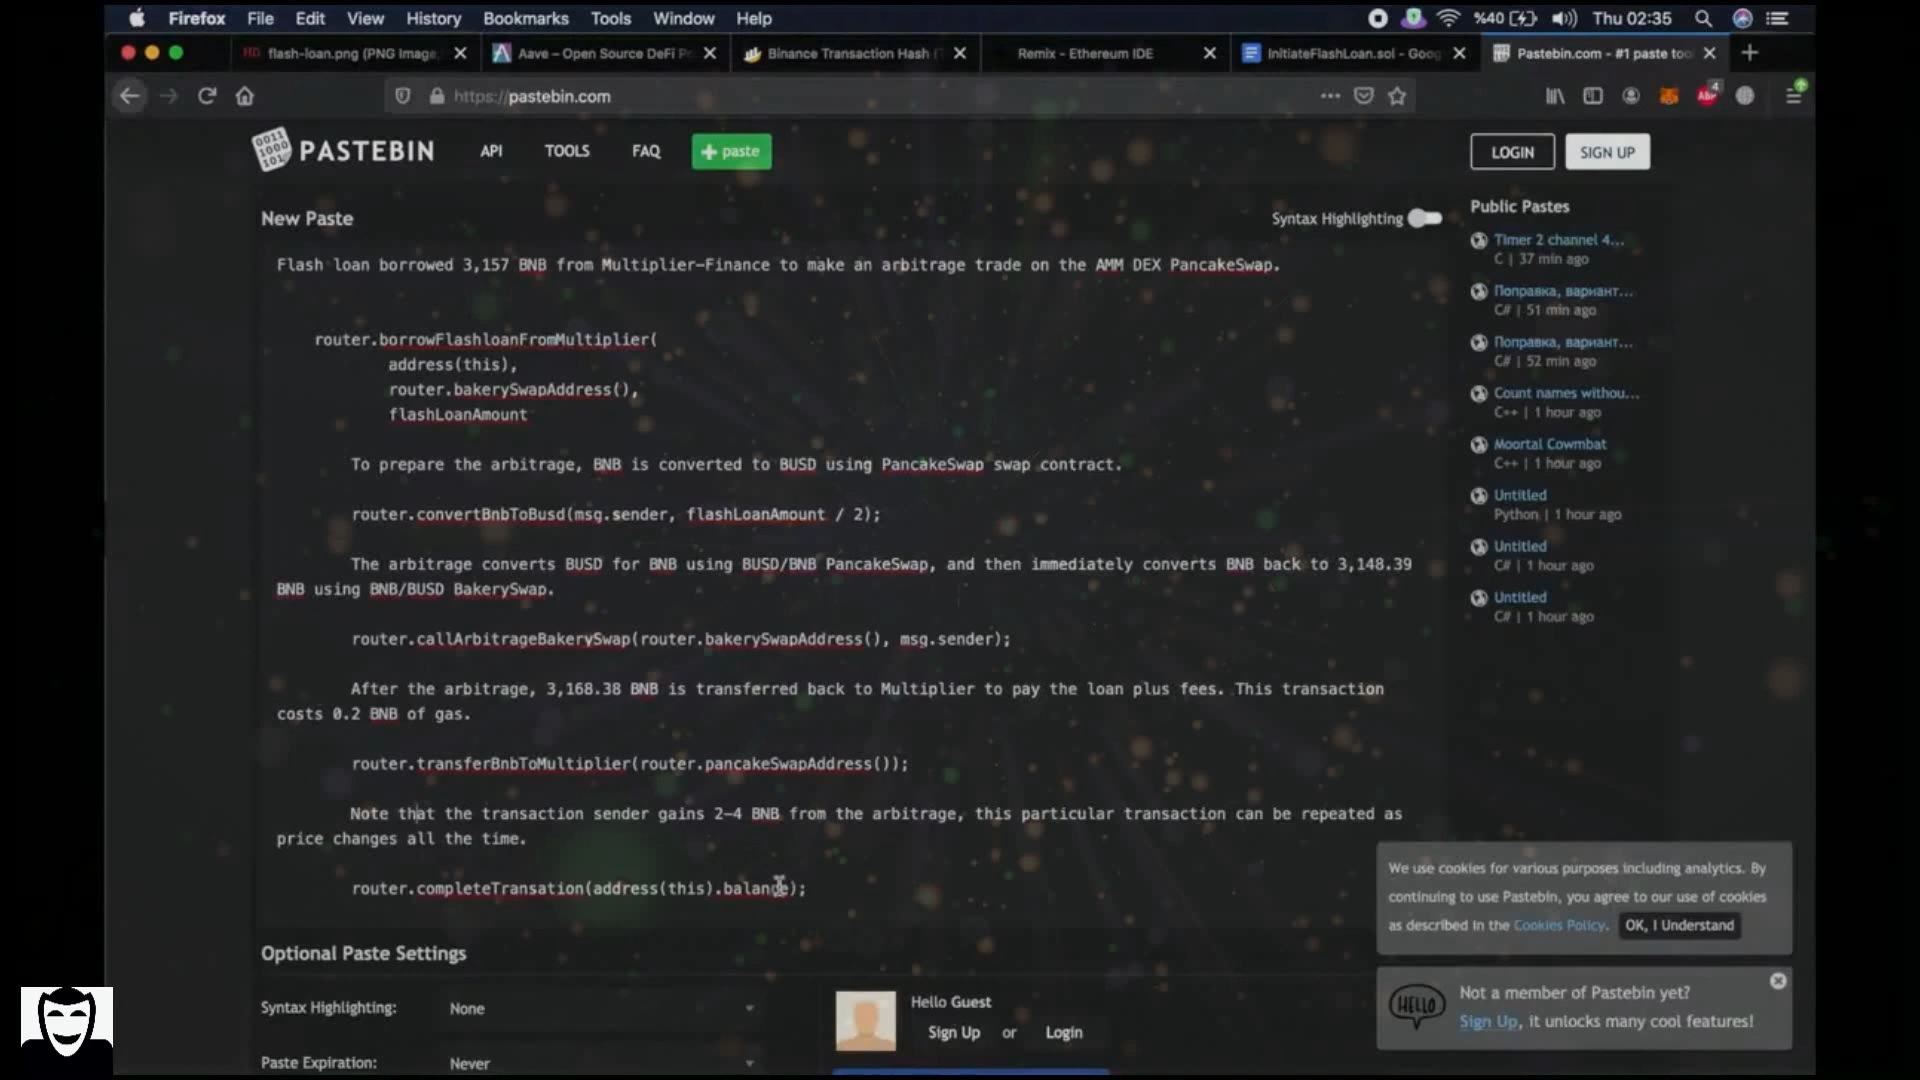 Firefox File Edit View History Bookmarks Tools Window Help %40 Thu 02:35
flash-loan.png (PNG Image, Aave – Open Source DeFi Pr Binance Transaction Hash ( Remix - Ethereum IDE InitiateFlashLoan.sol - Goog Pastebin.com - #1 paste too
https://pastebin.com ABP 4
PASTEBIN API TOOLS FAQ + paste LOGIN SIGN UP
New Paste
Syntax Highlighting
Flash loan borrowed 3,157 BNB from Multiplier-Finance to make an arbitrage trade on the AMM DEX PancakeSwap.
router.borrowFlashloanFromMultiplier(
address(this),
router.bakerySwapAddress(),
flashLoanAmount
To prepare the arbitrage, BNB is converted to BUSD using PancakeSwap swap contract.
router.convertBnbToBusd(msg.sender, flashLoanAmount / 2);
The arbitrage converts BUSD for BNB using BUSD/BNB PancakeSwap, and then immediately converts BNB back to 3,148.39
BNB using BNB/BUSD BakerySwap.
router.callArbitrageBakerySwap(router.bakerySwapAddress(), msg.sender);
After the arbitrage, 3,168.38 BNB is transferred back to Multiplier to pay the loan plus fees. This transaction
costs 0.2 BNB of gas.
router.transferBnbToMultiplier(router.pancakeSwapAddress());
Note that the transaction sender gains 2-4 BNB from the arbitrage, this particular transaction can be repeated as
price changes all the time.
router.completeTransation(address(this).balance);
Public Pastes
Timer 2 channel 4...
C | 37 min ago
Поправка, вариант...
C# | 51 min ago
Поправка, вариант...
C# | 52 min ago
Count names withou...
C++ | 1 hour ago
Moortal Cowmbat
C++ | 1 hour ago
Untitled
Python | 1 hour ago
Untitled
C# | 1 hour ago
Untitled
C# | 1 hour ago
Optional Paste Settings
Syntax Highlighting: None
Paste Expiration: Never
Hello Guest
Sign Up or Login
We use cookies for various purposes including analytics. By
continuing to use Pastebin, you agree to our use of cookies
as described in the Cookies Policy. OK, I Understand
HELLO
Not a member of Pastebin yet?
Sign Up, it unlocks many cool features!